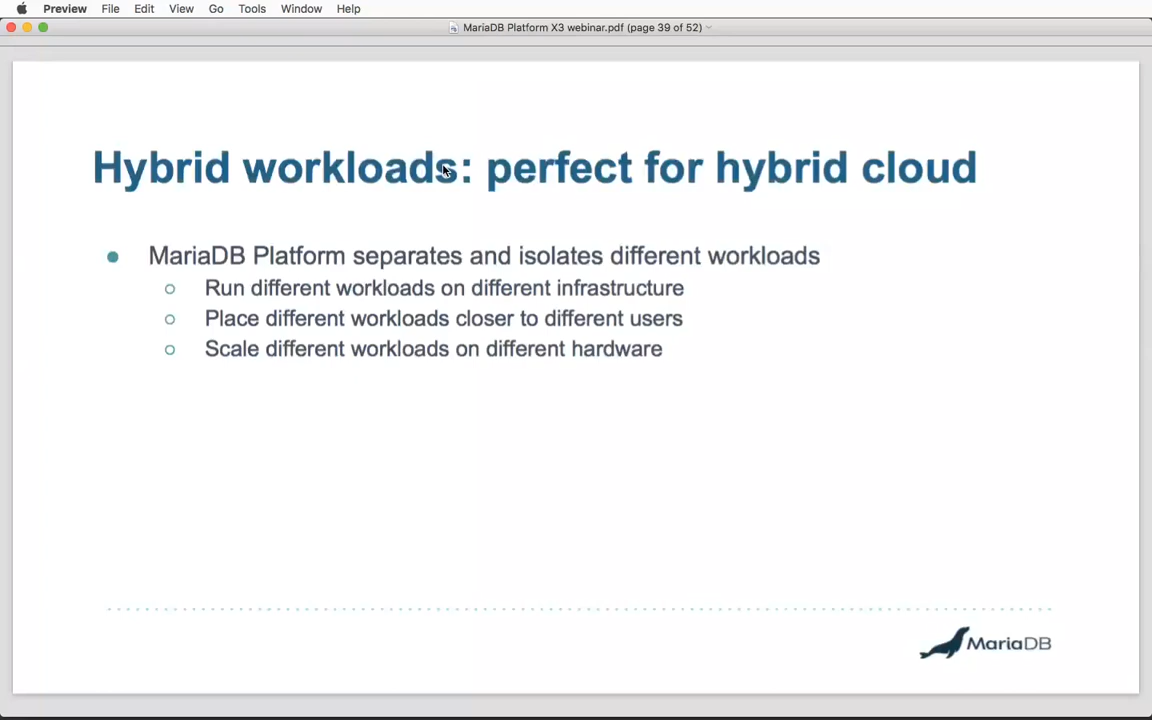 Preview File Edit View Go Tools Window Help
MariaDB Platform X3 webinar.pdf (page 39 of 52)
Hybrid workloads: perfect for hybrid cloud
MariaDB Platform separates and isolates different workloads
Run different workloads on different infrastructure
Place different workloads closer to different users
Scale different workloads on different hardware
MariaDB